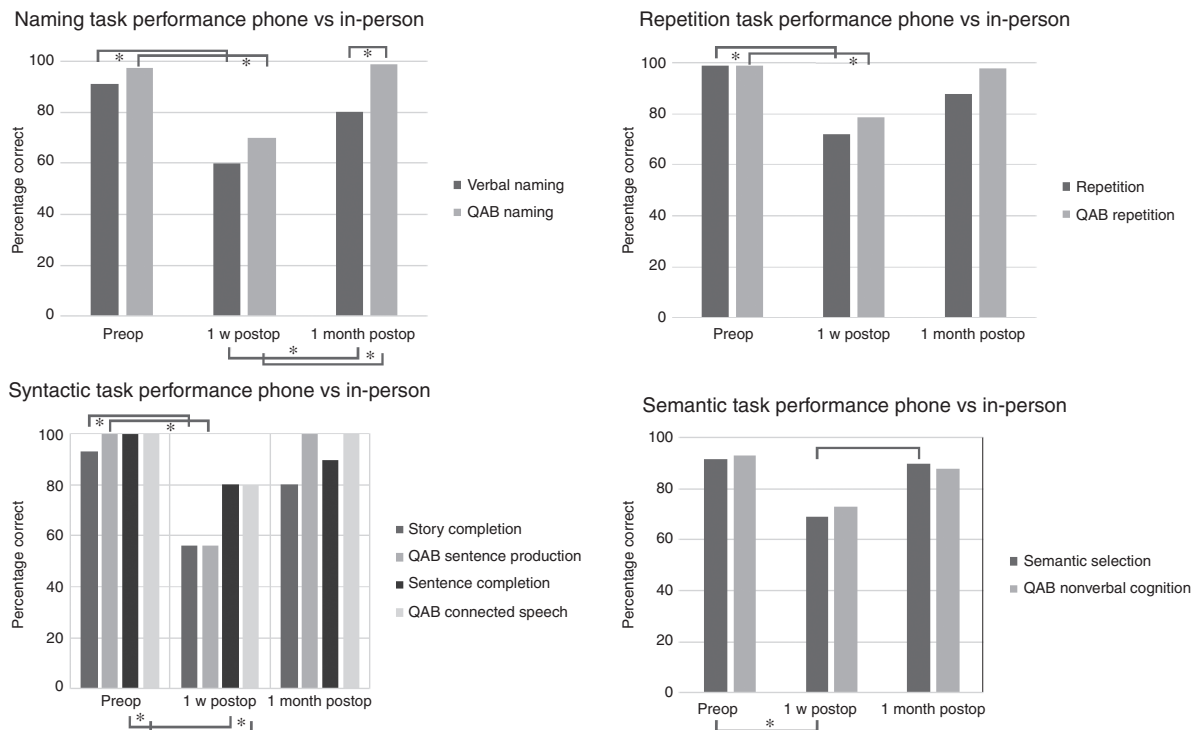 Naming task performance phone vs in-person
100
80
60
40
20
0
Percentage correct
* * *
Preop 1 w postop 1 month postop
* *
Verbal naming
QAB naming
Repetition task performance phone vs in-person
100
80
60
40
20
0
Percentage correct
* *
Preop 1 w postop 1 month postop
Repetition
QAB repetition
Syntactic task performance phone vs in-person
100
80
60
40
20
0
Percentage correct
* *
Preop 1 w postop 1 month postop
* *
Story completion
QAB sentence production
Sentence completion
QAB connected speech
Semantic task performance phone vs in-person
100
80
60
40
20
0
Percentage correct
Preop 1 w postop 1 month postop
*
Semantic selection
QAB nonverbal cognition